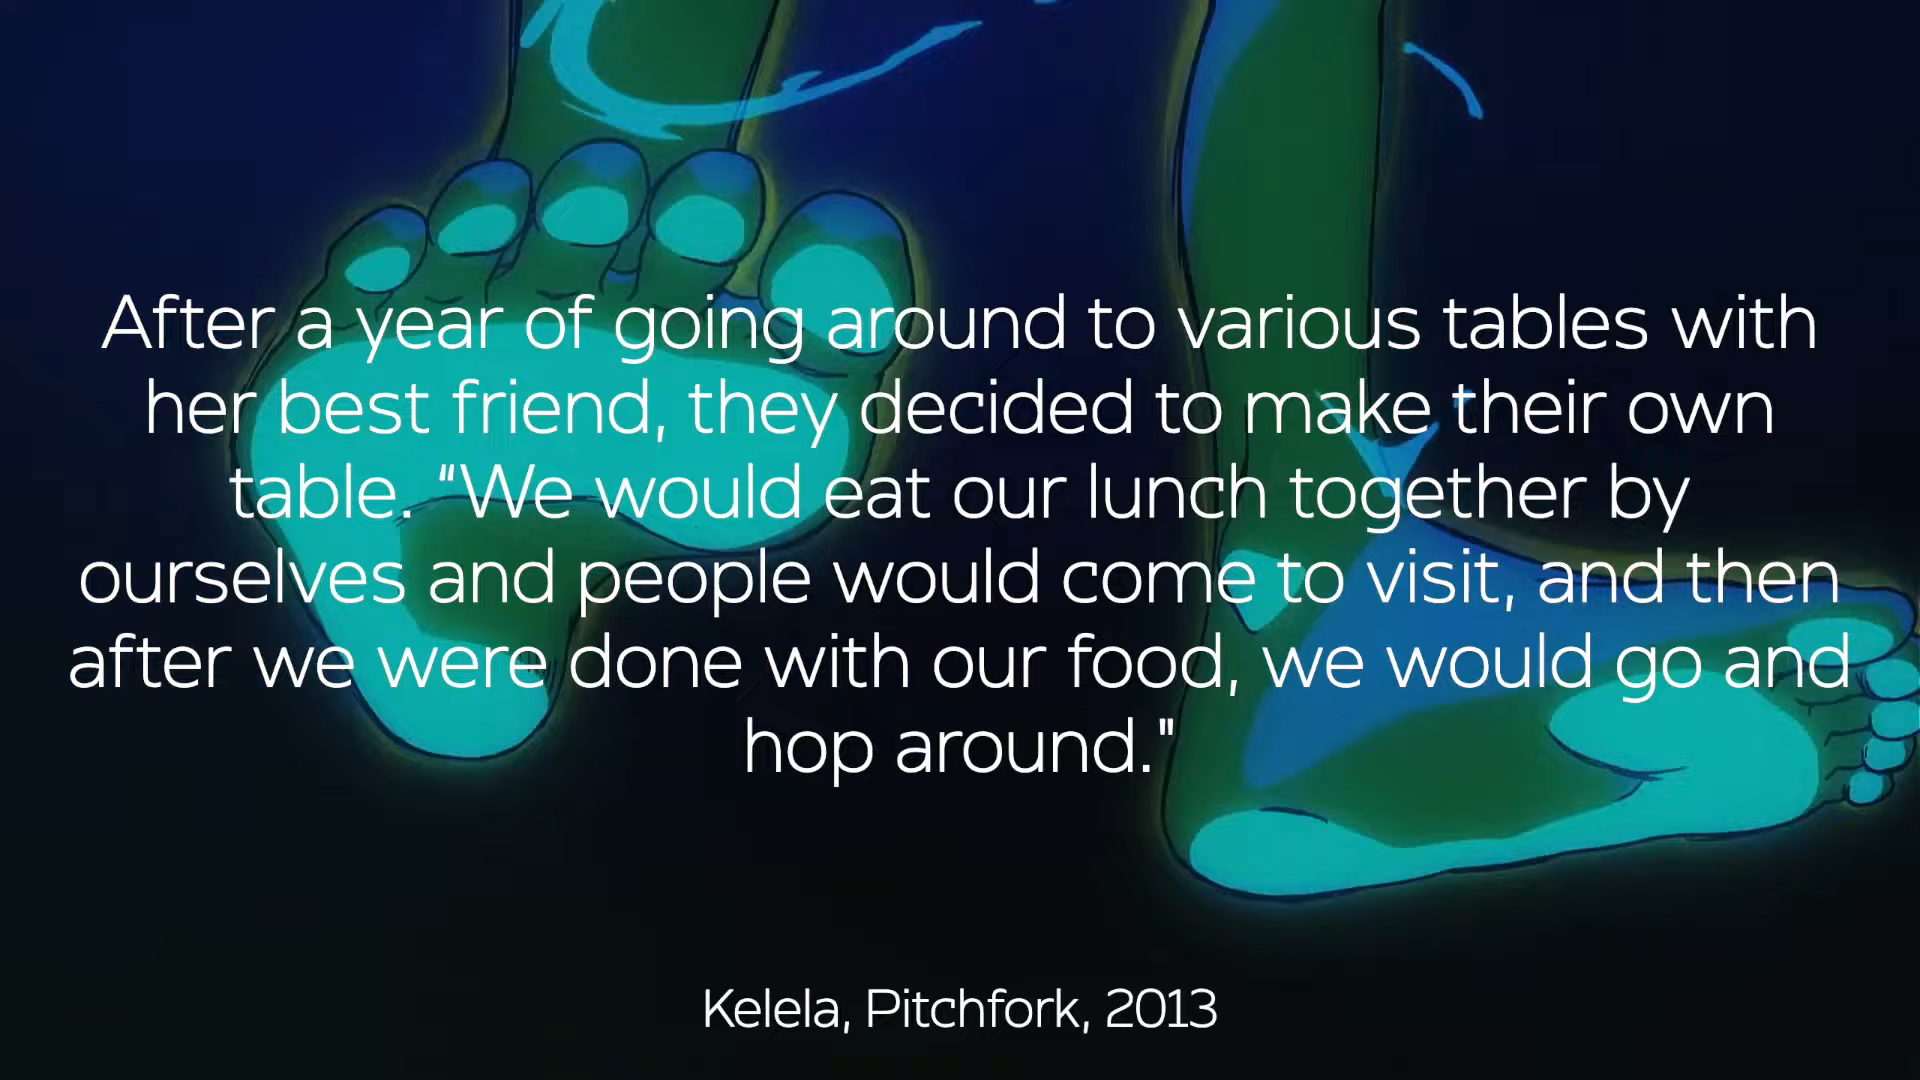 After a year of going around to various tables with
her best friend, they decided to make their own
table. “We would eat our lunch together by
ourselves and people would come to visit, and then
after we were done with our food, we would go and
hop around."
Kelela, Pitchfork, 2013